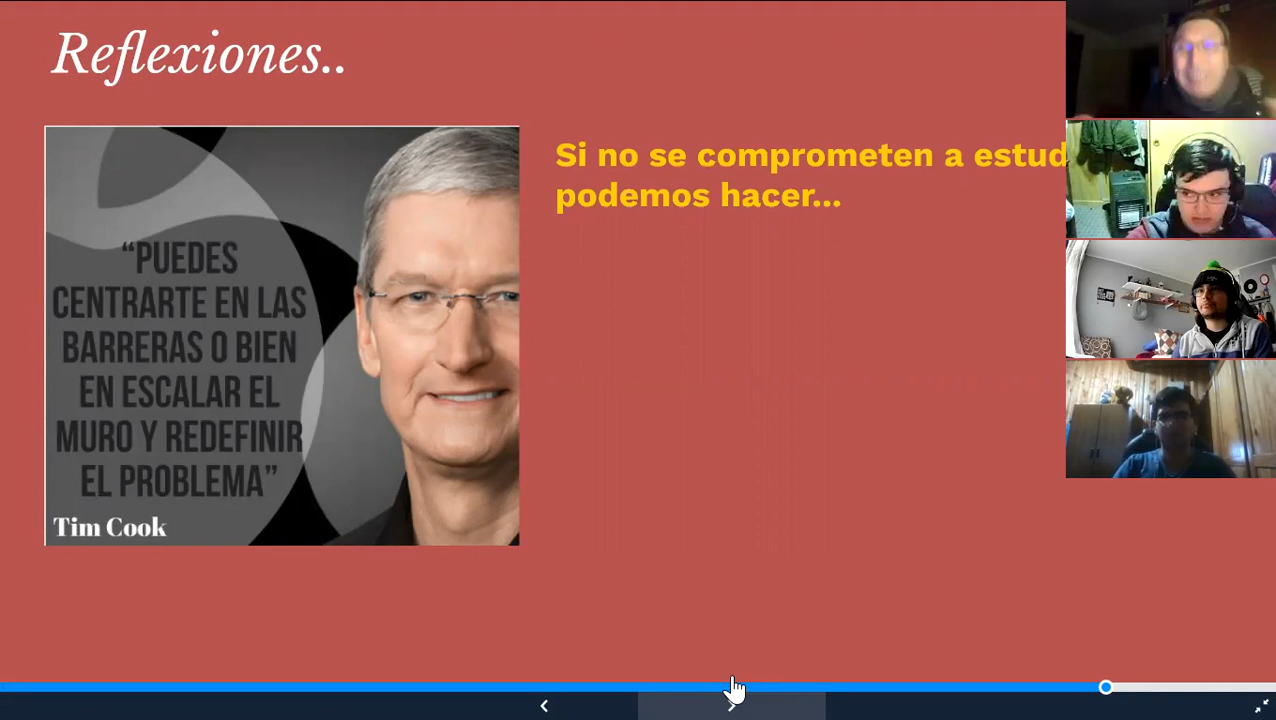 Reflexiones..
“PUEDES
CENTRARTE EN LAS
BARRERAS O BIEN
EN ESCALAR EL
MURO Y REDEFINIR
EL PROBLEMA”
Tim Cook
Si no se comprometen a estud
podemos hacer...